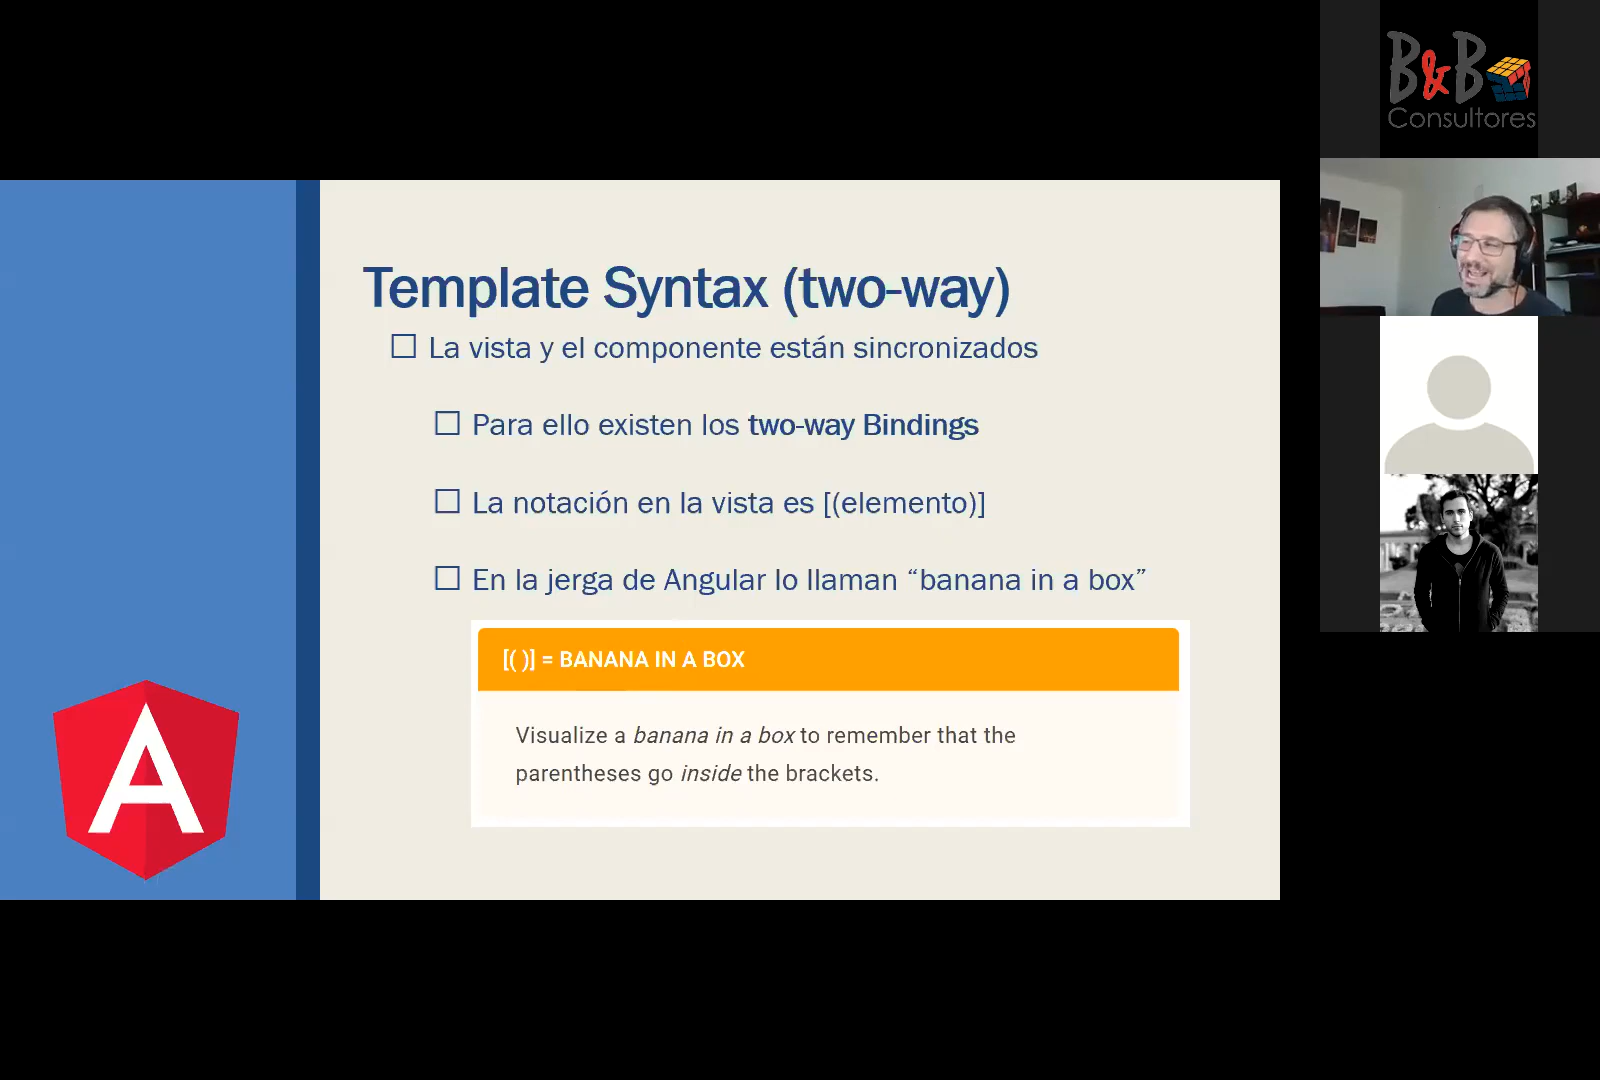 B&B
Consultores
Template Syntax (two-way)
La vista y el componente están sincronizados
Para ello existen los two-way Bindings
La notación en la vista es [(elemento)]
En la jerga de Angular lo llaman “banana in a box”
[( )] = BANANA IN A BOX
Visualize a banana in a box to remember that the
parentheses go inside the brackets.
A